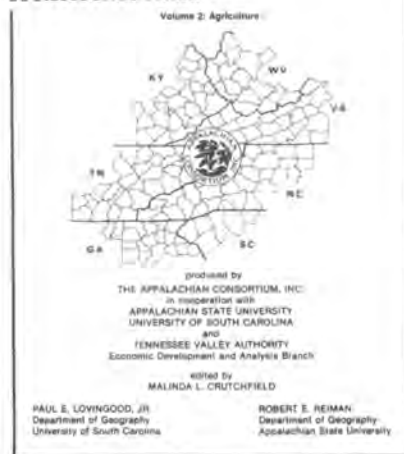 Volume 2: Agriculture
KY
WV
VA
APPALACHIAN
CONSORTIUM, INC.
TN
NC
GA
SC
produced by
THE APPALACHIAN CONSORTIUM, INC.
in cooperation with
APPALACHIAN STATE UNIVERSITY
UNIVERSITY OF SOUTH CAROLINA
and
TENNESSEE VALLEY AUTHORITY
Economic Development and Analysis Branch
edited by
MALINDA L. CRUTCHFIELD
PAUL E. LOVINGOOD, JR.
Department of Geography
University of South Carolina
ROBERT E. REIMAN
Department of Geography
Appalachian State University